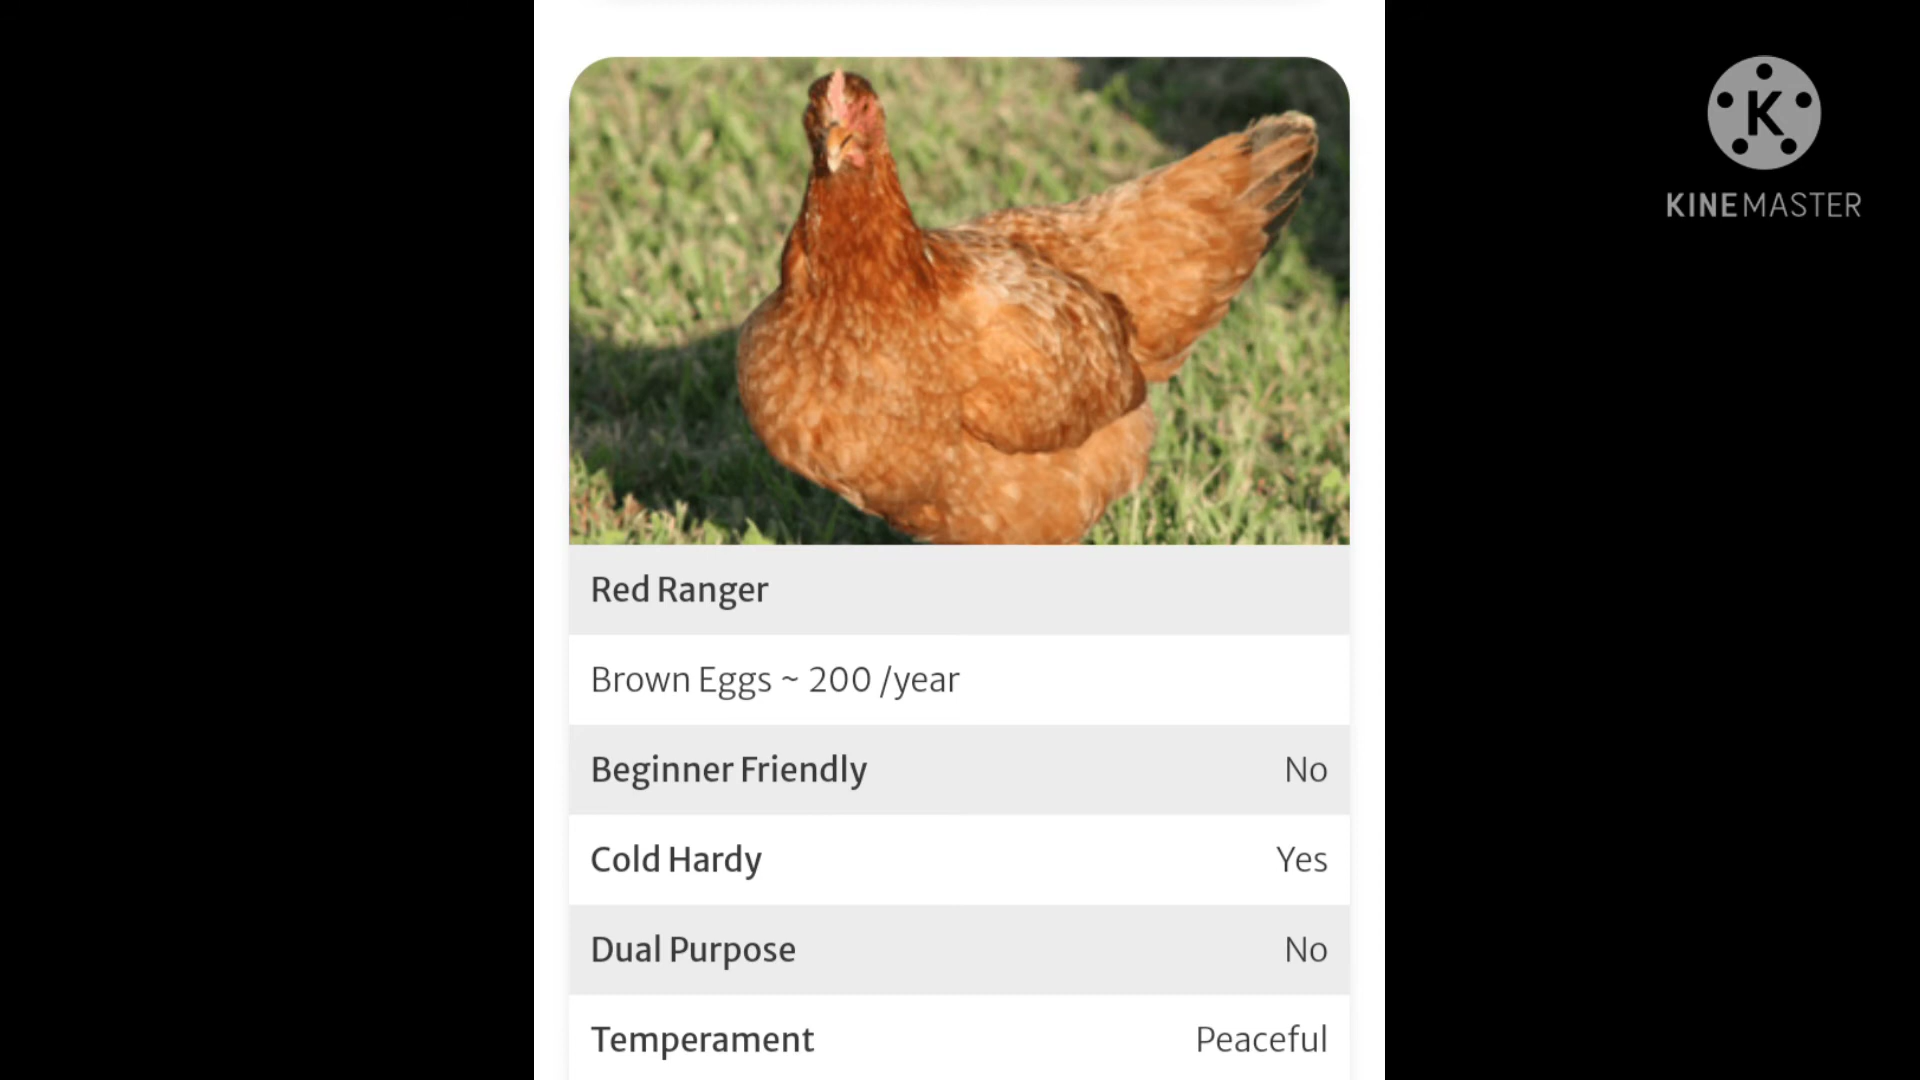 K
KINEMASTER
Red Ranger
Brown Eggs ~ 200 /year
Beginner Friendly No
Cold Hardy Yes
Dual Purpose No
Temperament Peaceful